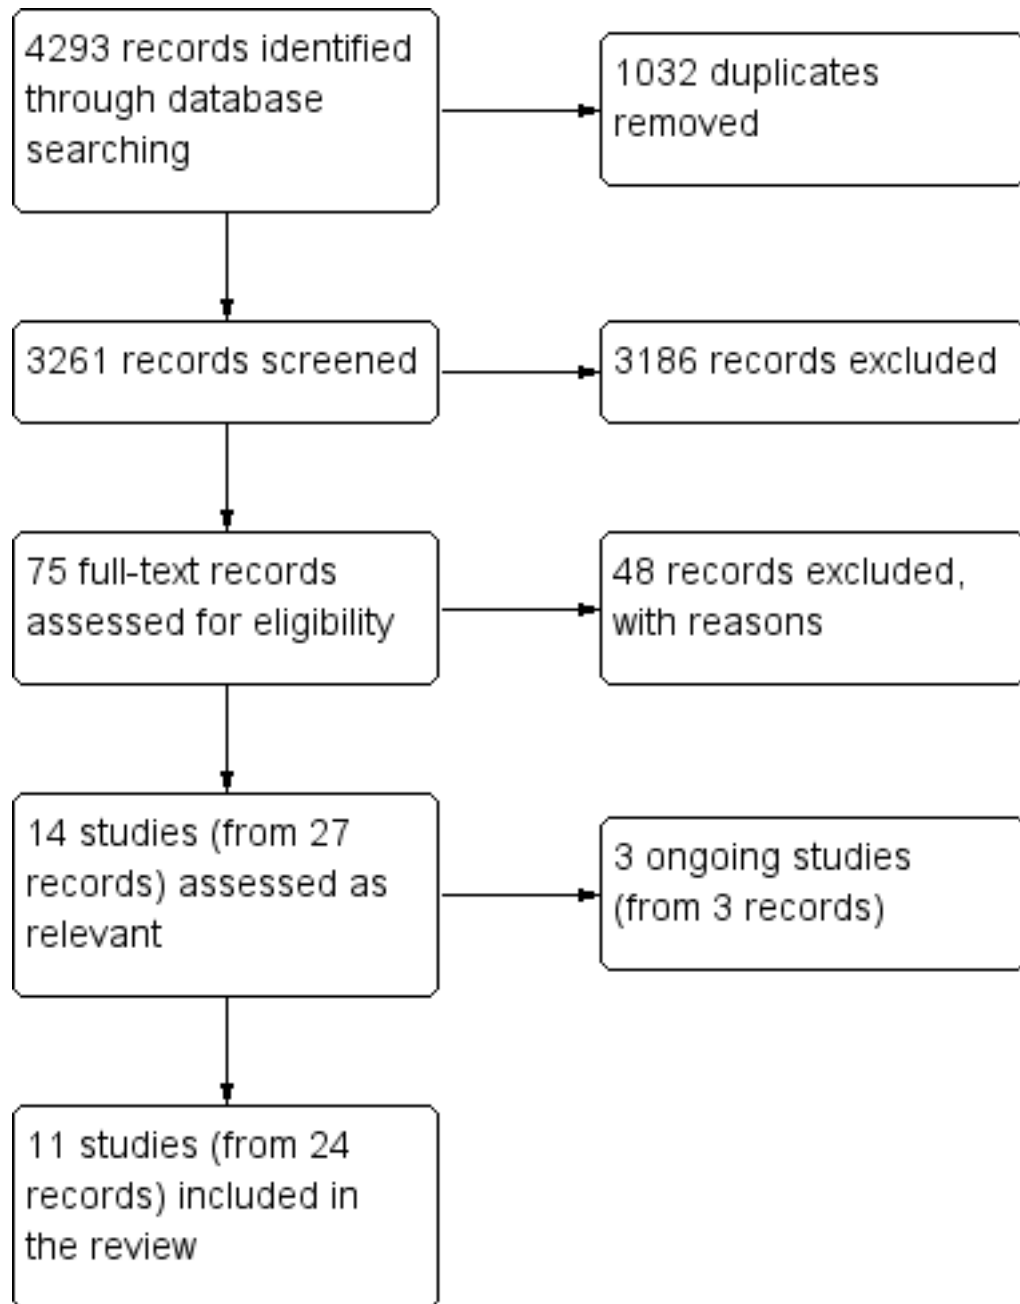 4293 records identified
through database
searching
1032 duplicates
removed
3261 records screened
3186 records excluded
75 full-text records
assessed for eligibility
48 records excluded,
with reasons
14 studies (from 27
records) assessed as
relevant
3 ongoing studies
(from 3 records)
11 studies (from 24
records) included in
the review